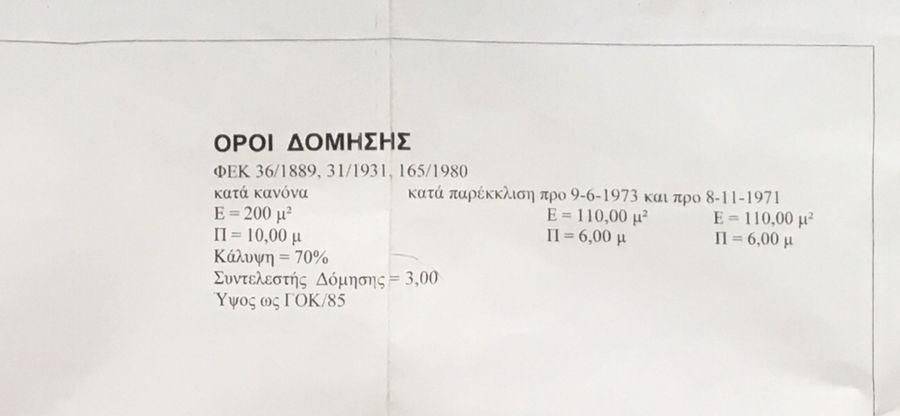 ΟΡΟΙ ΔΟΜΗΣΗΣ
ΦΕΚ 36/1889, 31/1931, 165/1980
κατά κανόνα κατά παρέκκλιση προ 9-6-1973 και προ 8-11-1971
Ε = 200 μ² Ε = 110,00 μ² Ε = 110,00 μ²
Π = 10,00 μ Π = 6,00 μ Π = 6,00 μ
Κάλυψη = 70%
Συντελεστής Δόμησης = 3,00
Ύψος ως ΓΟΚ/85